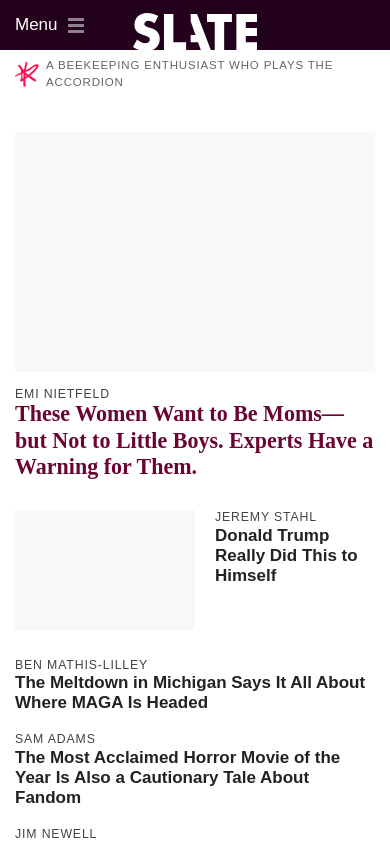 Menu
SLATE
A BEEKEEPING ENTHUSIAST WHO PLAYS THE
ACCORDION
EMI NIETFELD
These Women Want to Be Moms—
but Not to Little Boys. Experts Have a
Warning for Them.
JEREMY STAHL
Donald Trump
Really Did This to
Himself
BEN MATHIS-LILLEY
The Meltdown in Michigan Says It All About
Where MAGA Is Headed
SAM ADAMS
The Most Acclaimed Horror Movie of the
Year Is Also a Cautionary Tale About
Fandom
JIM NEWELL